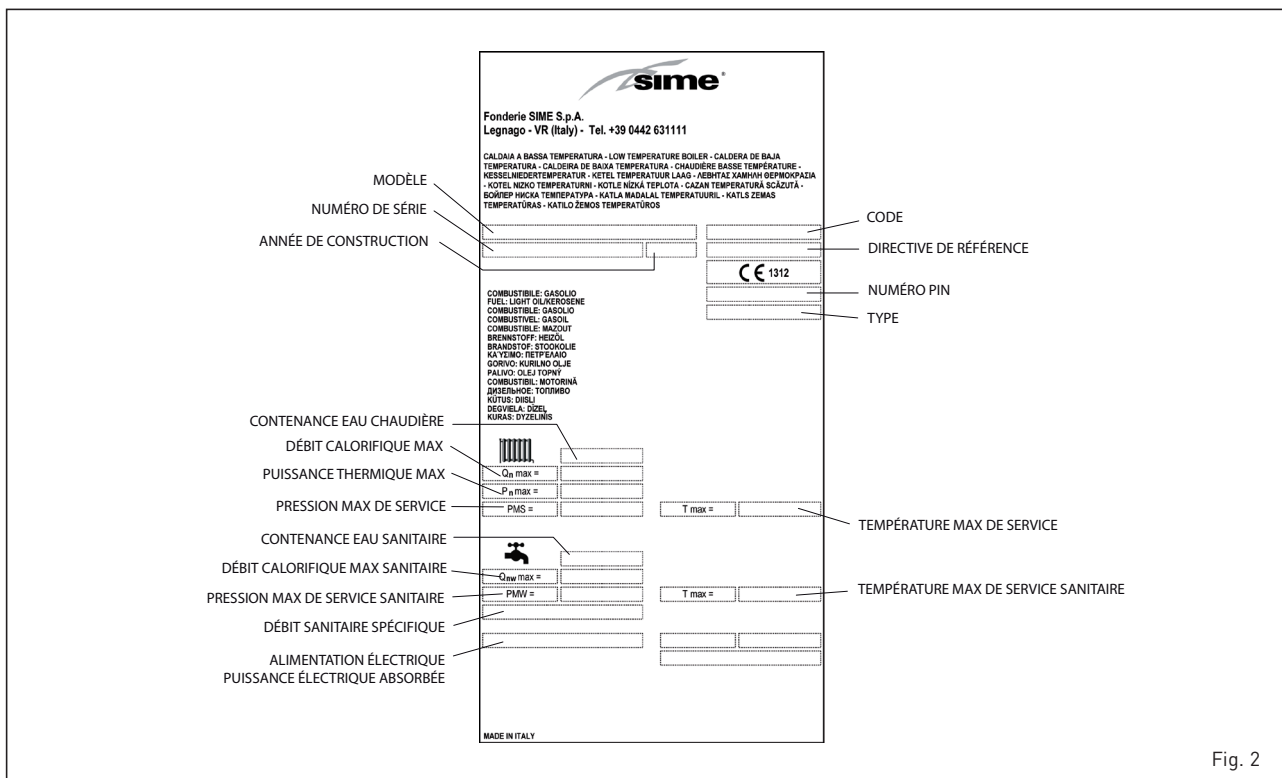 sime®
Fonderie SIME S.p.A.
Legnago - VR (Italy) - Tel. +39 0442 631111
CALDAIA A BASSA TEMPERATURA - LOW TEMPERATURE BOILER - CALDERA DE BAJA
TEMPERATURA - CALDEIRA DE BAIXA TEMPERATURA - CHAUDIÈRE BASSE TEMPÉRATURE -
KESSELNIEDERTEMPERATUR - KETEL TEMPERATUUR LAAG - ΛΕΒΗΤΑΣ ΧΑΜΗΛΗ ΘΕΡΜΟΚΡΑΣΙΑ
- KOTEL NIZKO TEMPERATURNI - KOTLE NÍZKÁ TEPLOTA - CAZAN TEMPERATURĂ SCĂZUTĂ -
БОЙЛЕР НИСКА ТЕМПЕРАТУРА - KATLA MADALAL TEMPERATUURIL - KATLS ZEMAS
TEMPERATŪRAS - KATILO ŽEMOS TEMPERATŪROS
MODÈLE
NUMÉRO DE SÉRIE
ANNÉE DE CONSTRUCTION
CODE
DIRECTIVE DE RÉFÉRENCE
CE 1312
NUMÉRO PIN
TYPE
COMBUSTIBILE: GASOLIO
FUEL: LIGHT OIL/KEROSENE
COMBUSTIBLE: GASOLIO
COMBUSTIVEL: GASOIL
COMBUSTIBLE: MAZOUT
BRENNSTOFF: HEIZÖL
BRANDSTOF: STOOKOLIE
ΚΑΎΣΙΜΟ: ΠΕΤΡΈΛΑΙΟ
GORIVO: KURILNO OLJE
PALIVO: OLEJ TOPNÝ
COMBUSTIBIL: MOTORINĂ
ДИЗЕЛЬНОЕ: ТОПЛИВО
KÜTUS: DIISLI
DEGVIELA: DĪZEĻ
KURAS: DYZELINIS
CONTENANCE EAU CHAUDIÈRE
DÉBIT CALORIFIQUE MAX
Qn max =
PUISSANCE THERMIQUE MAX
Pn max =
PRESSION MAX DE SERVICE
PMS =
T max =
TEMPÉRATURE MAX DE SERVICE
CONTENANCE EAU SANITAIRE
DÉBIT CALORIFIQUE MAX SANITAIRE
Qnw max =
PRESSION MAX DE SERVICE SANITAIRE
PMW =
T max =
TEMPÉRATURE MAX DE SERVICE SANITAIRE
DÉBIT SANITAIRE SPÉCIFIQUE
ALIMENTATION ÉLECTRIQUE
PUISSANCE ÉLECTRIQUE ABSORBÉE
MADE IN ITALY
Fig. 2